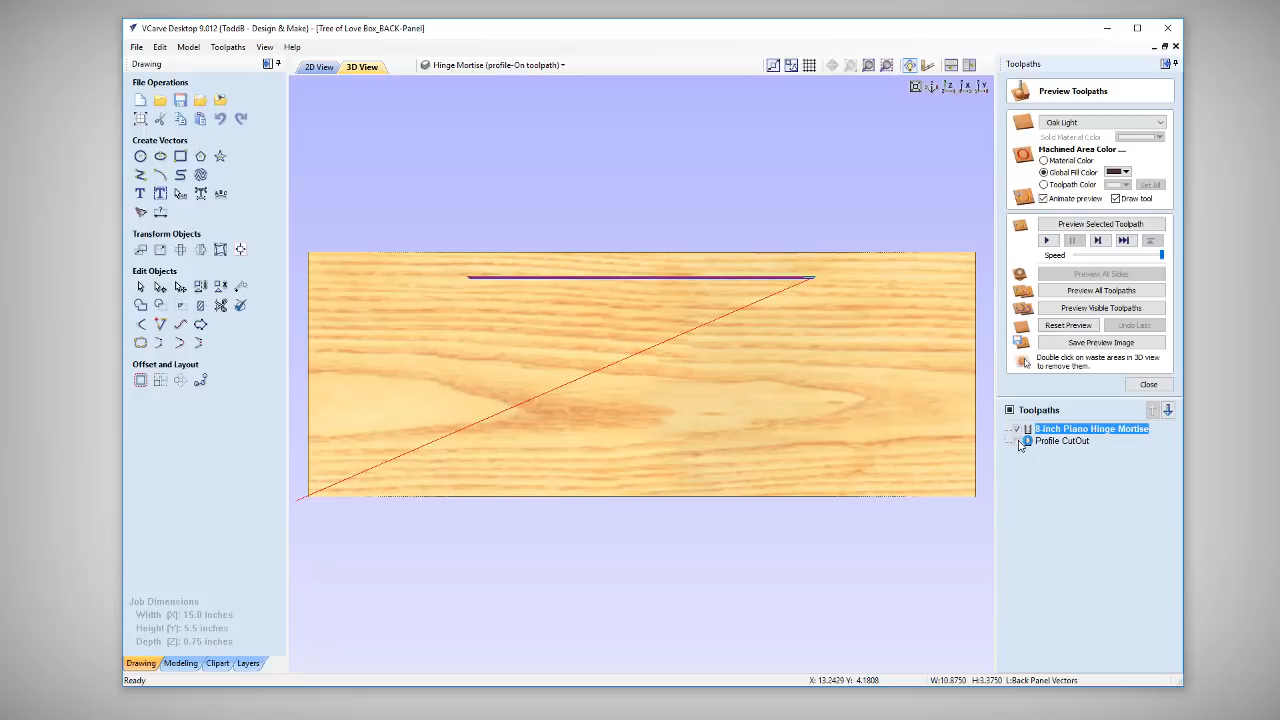 VCarve Desktop 9.012 (ToddB - Design & Make) - [Tree of Love Box_BACK-Panel]
File Edit Model Toolpaths View Help
Drawing
2D View 3D View Hinge Mortise (profile-On toolpath)
Toolpaths
File Operations
Preview Toolpaths
Oak Light
Solid Material Color
Create Vectors
Machined Area Color ....
Material Color
Global Fill Color
Toolpath Color Set All
Animate preview Draw tool
Preview Selected Toolpath
Transform Objects
Speed
Edit Objects
Preview All Sides
Preview All Toolpaths
Preview Visible Toolpaths
Reset Preview Undo Last
Save Preview Image
Double click on waste areas in 3D view
to remove them.
Offset and Layout
Close
Toolpaths
8-Inch Piano Hinge Mortise
Profile CutOut
Job Dimensions
Width [X]: 15.0 inches
Height [Y]: 5.5 inches
Depth [Z]: 0.75 inches
Drawing Modeling Clipart Layers
Ready
X: 13.2429 Y: 4.1808 W:10.8750 H:3.3750 L:Back Panel Vectors